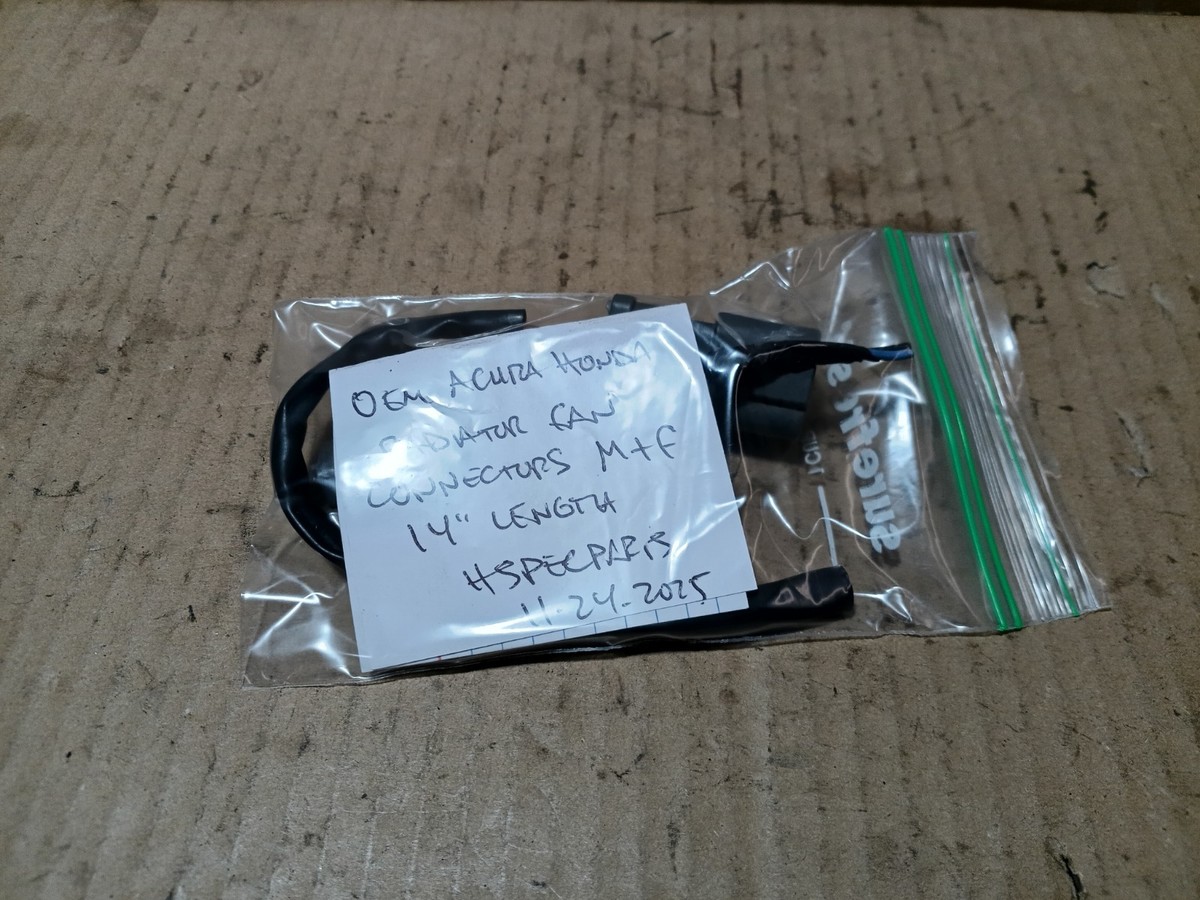 OEM ACURA HONDA
RADIATOR FAN
CONNECTORS M+F
14" LENGTH
HSPECPARTS
11-24-2025